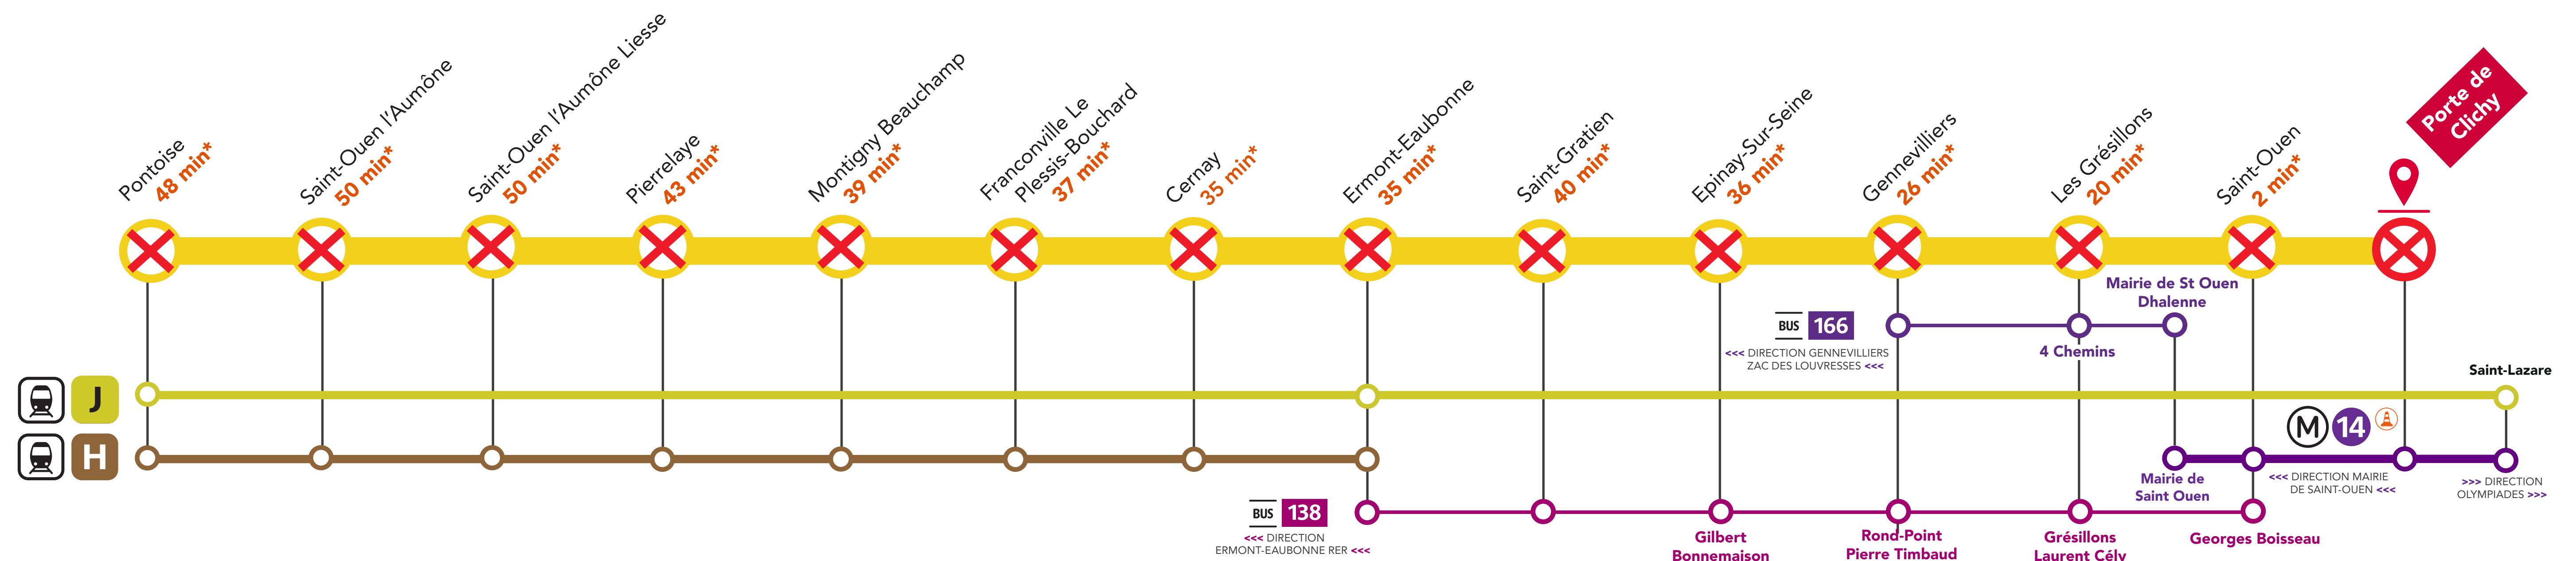 Pontoise
48 min*
Saint-Ouen l'Aumône
50 min*
Saint-Ouen l'Aumône Liesse
50 min*
Pierrelaye
43 min*
Montigny Beauchamp
39 min*
Franconville Le
Plessis-Bouchard
37 min*
Cernay
35 min*
Ermont-Eaubonne
35 min*
Saint-Gratien
40 min*
Epinay-Sur-Seine
36 min*
Gennevilliers
26 min*
Les Grésillons
20 min*
Saint-Ouen
2 min*
Porte de
Clichy
Mairie de St Ouen
Dhalenne
BUS 166
<<< DIRECTION GENNEVILLIERS
ZAC DES LOUVRESSES <<<
4 Chemins
J
Saint-Lazare
H
M 14
Mairie de
Saint Ouen
<<< DIRECTION MAIRIE
DE SAINT-OUEN <<<
>>> DIRECTION
OLYMPIADES >>>
BUS 138
<<< DIRECTION
ERMONT-EAUBONNE RER <<<
Gilbert
Bonnemaison
Rond-Point
Pierre Timbaud
Grésillons
Laurent Cély
Georges Boisseau